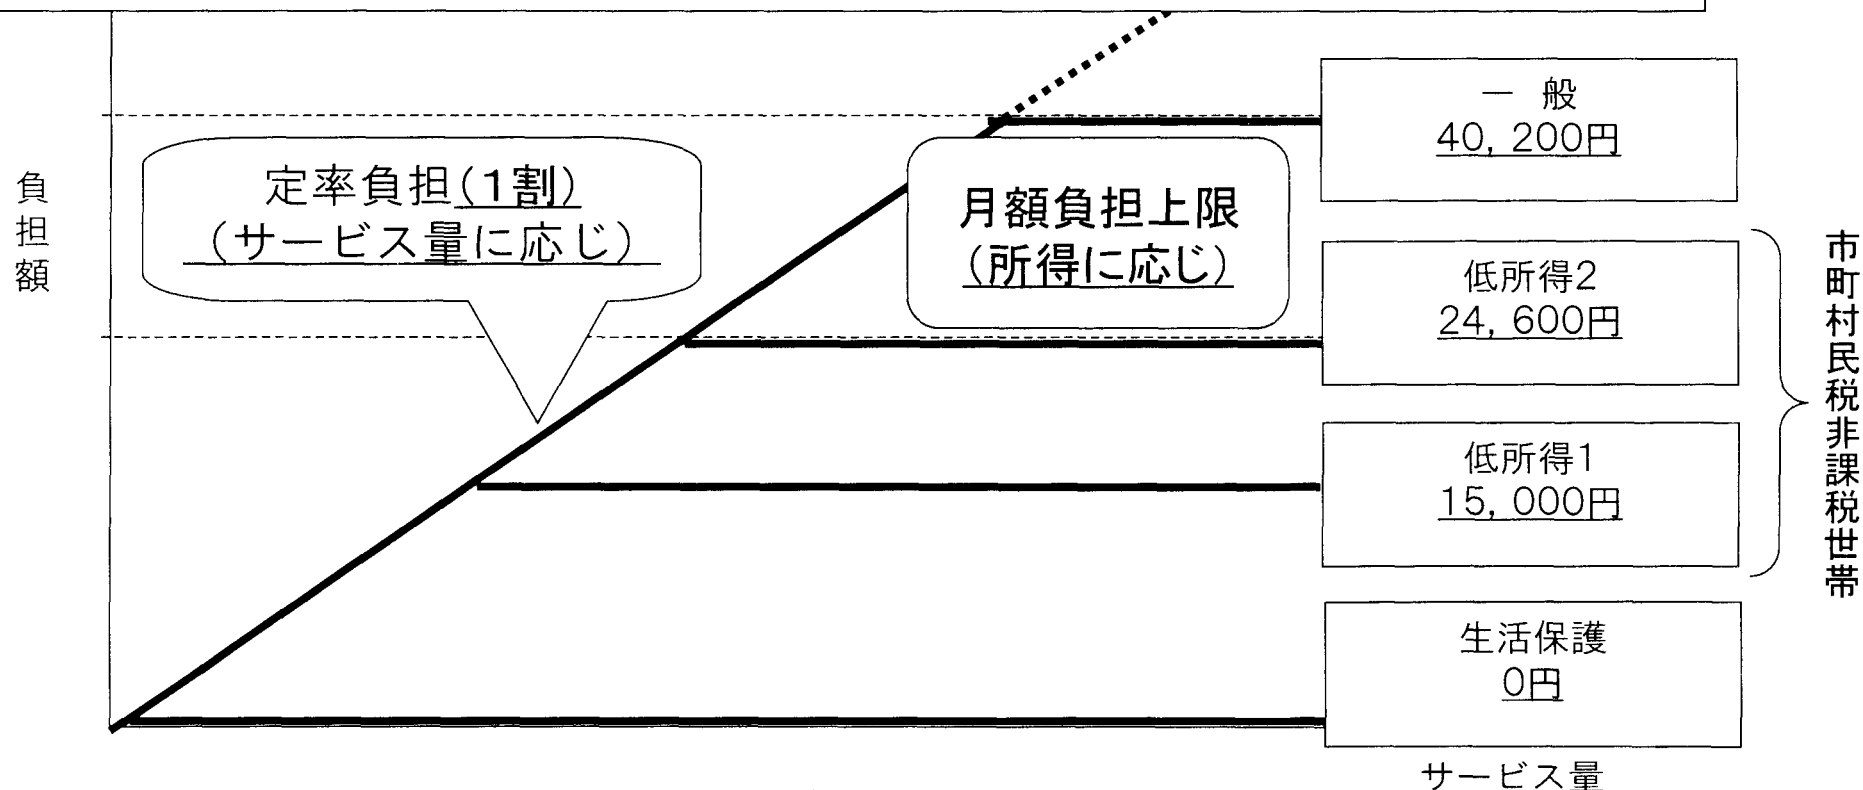 一 般
40, 200円
負担額
定率負担(1割)
(サービス量に応じ)
月額負担上限
(所得に応じ)
低所得2
24, 600円
低所得1
15, 000円
市町村民税非課税世帯
生活保護
0円
サービス量